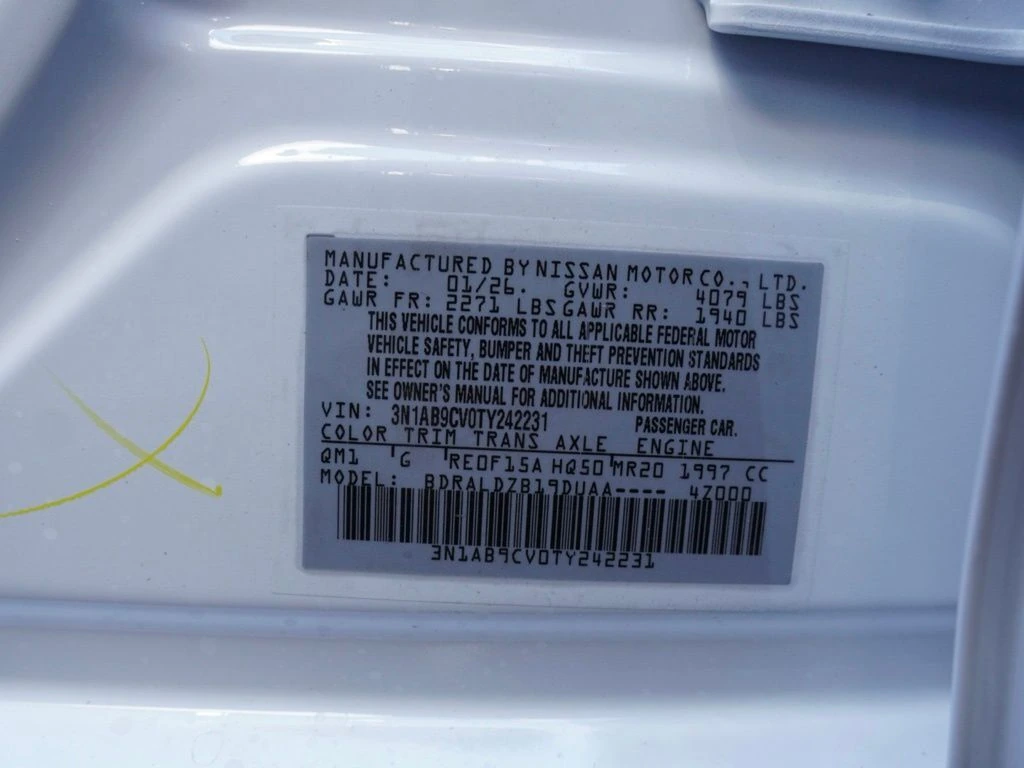 MANUFACTURED BY NISSAN MOTOR CO., LTD.
DATE: 01/26. GVWR: 4079 LBS
GAWR FR: 2271 LBS GAWR RR: 1940 LBS
THIS VEHICLE CONFORMS TO ALL APPLICABLE FEDERAL MOTOR
VEHICLE SAFETY, BUMPER AND THEFT PREVENTION STANDARDS
IN EFFECT ON THE DATE OF MANUFACTURE SHOWN ABOVE.
SEE OWNER'S MANUAL FOR ADDITIONAL INFORMATION.
VIN: 3N1AB9CV0TY242231 PASSENGER CAR.
COLOR TRIM TRANS AXLE ENGINE
QM1 'G 'RE0F15A HQ50'MR20 1997 CC
MODEL: BDRALDZB19DUAA---- 4Z000
3N1AB9CV0TY242231